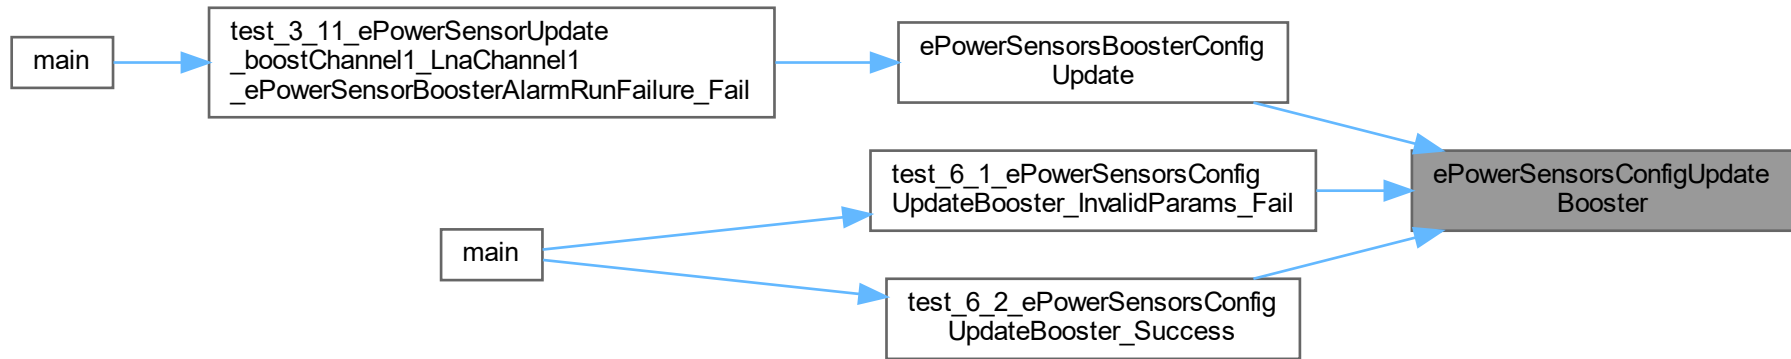 main
test_3_11_ePowerSensorUpdate
_boostChannel1_LnaChannel1
_ePowerSensorBoosterAlarmRunFailure_Fail
ePowerSensorsBoosterConfig
Update
ePowerSensorsConfigUpdate
Booster
test_6_1_ePowerSensorsConfig
UpdateBooster_InvalidParams_Fail
main
test_6_2_ePowerSensorsConfig
UpdateBooster_Success